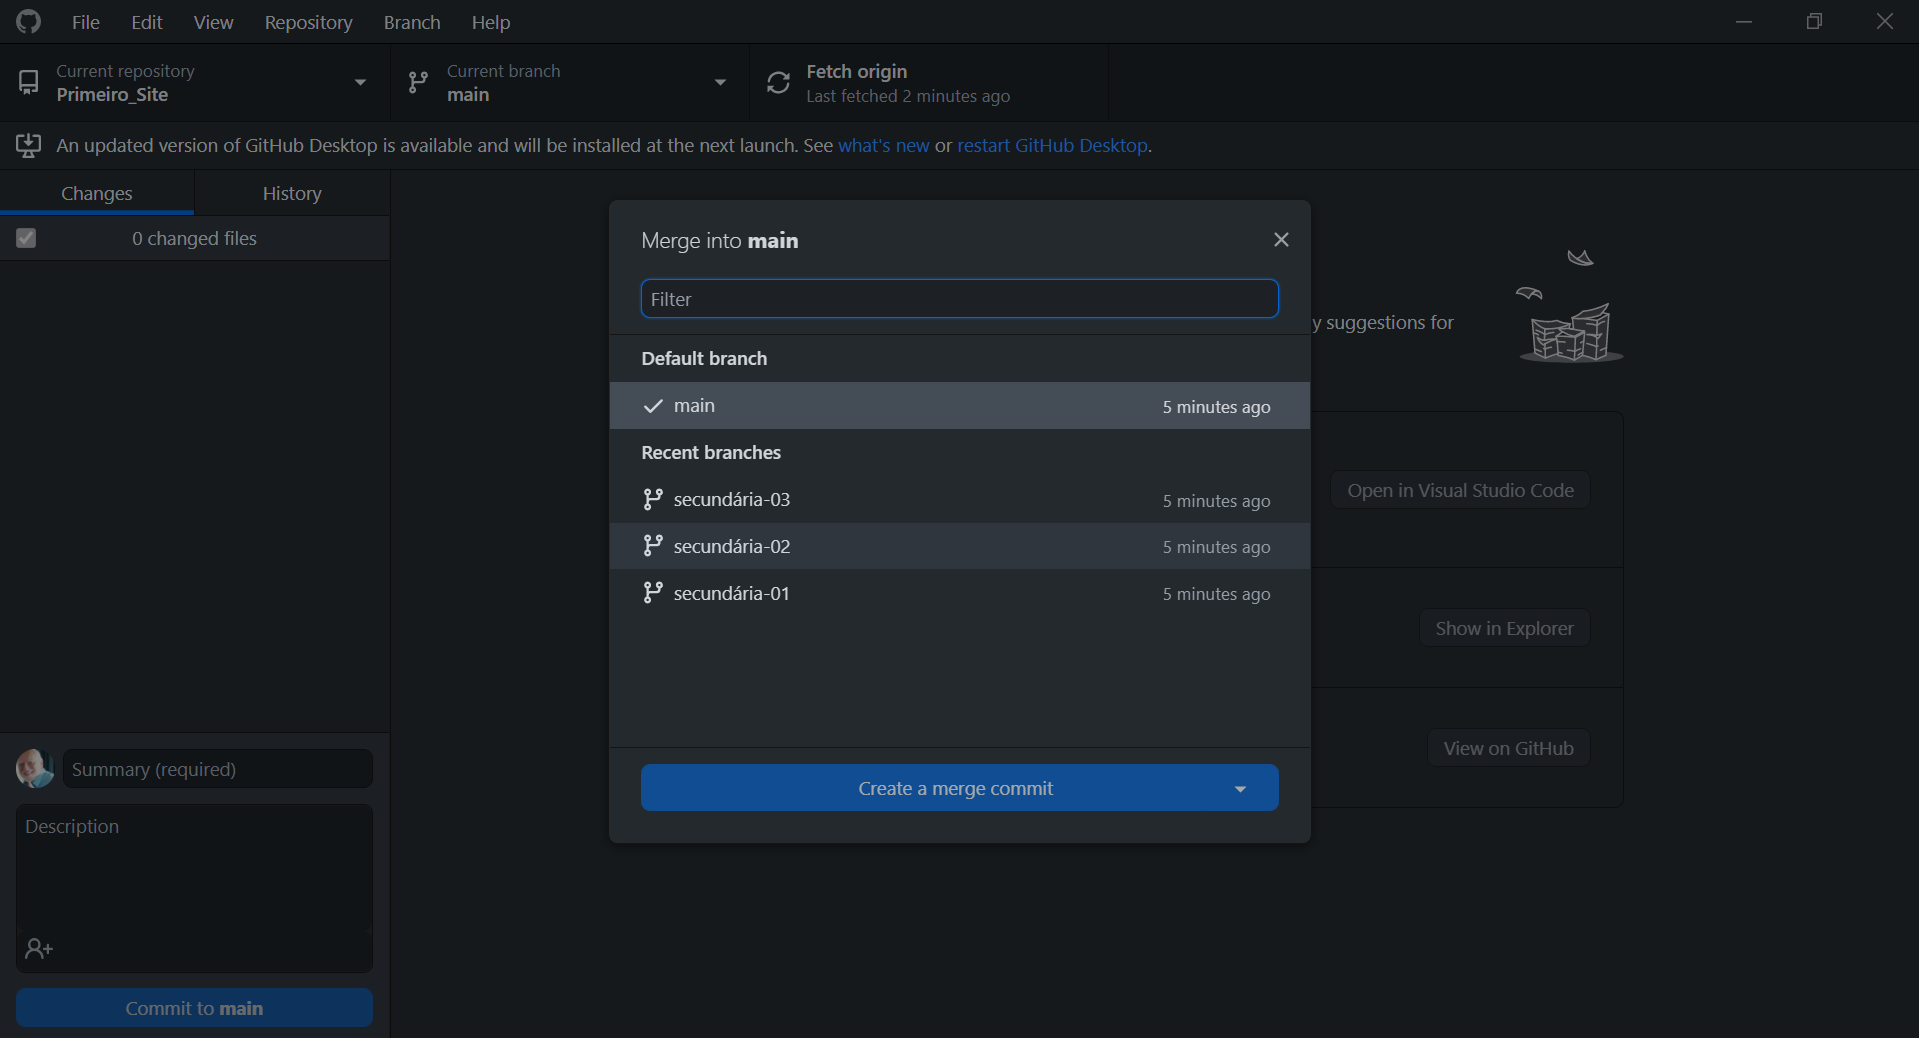 File Edit View Repository Branch Help
Current repository
Primeiro_Site
Current branch
main
Fetch origin
Last fetched 2 minutes ago
An updated version of GitHub Desktop is available and will be installed at the next launch. See what's new or restart GitHub Desktop.
Changes
History
0 changed files
Merge into main
Filter
y suggestions for
Default branch
main 5 minutes ago
Recent branches
secundária-03 5 minutes ago
secundária-02 5 minutes ago
secundária-01 5 minutes ago
Create a merge commit
Open in Visual Studio Code
Show in Explorer
View on GitHub
Summary (required)
Description
Commit to main